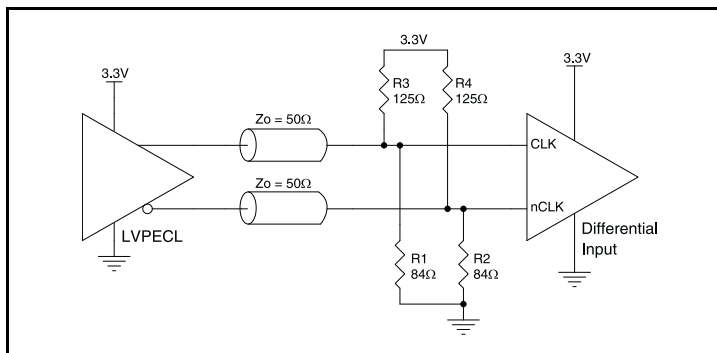 3.3V
3.3V
3.3V
R3
125Ω
R4
125Ω
Zo = 50Ω
CLK
Zo = 50Ω
nCLK
LVPECL
Differential
Input
R1
84Ω
R2
84Ω